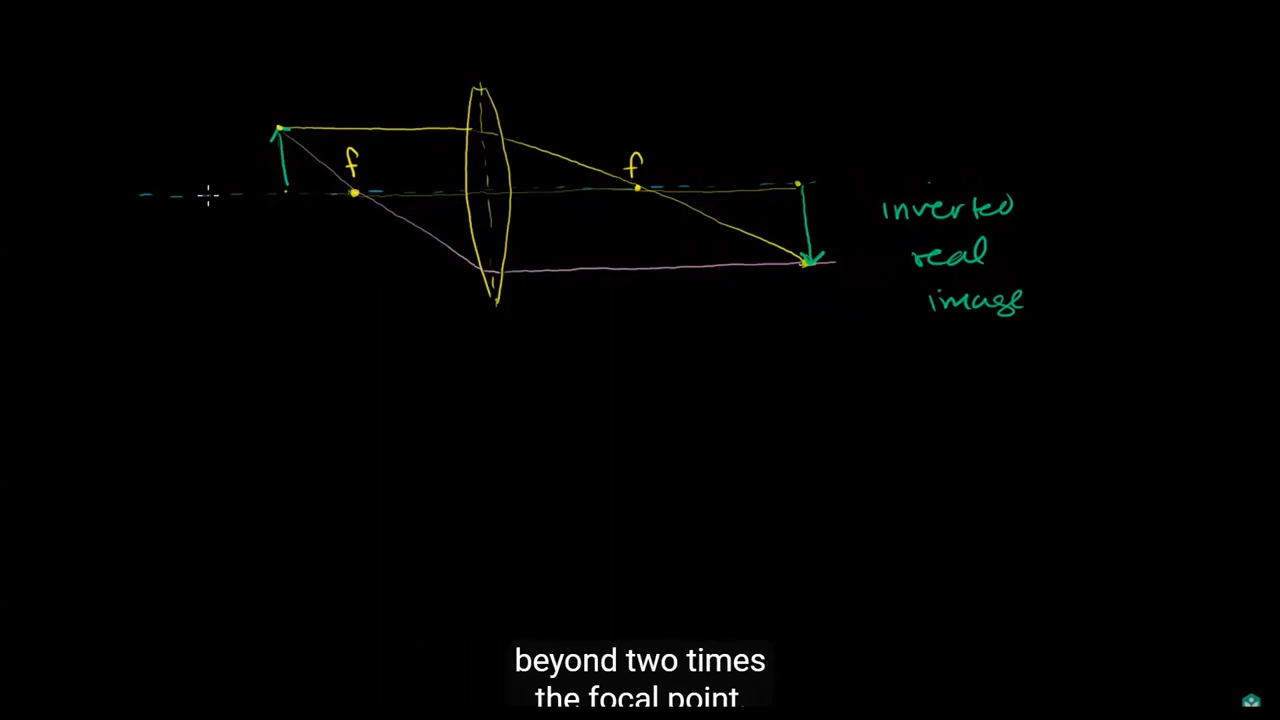 f
f
inverted
real
image
beyond two times
the focal point.